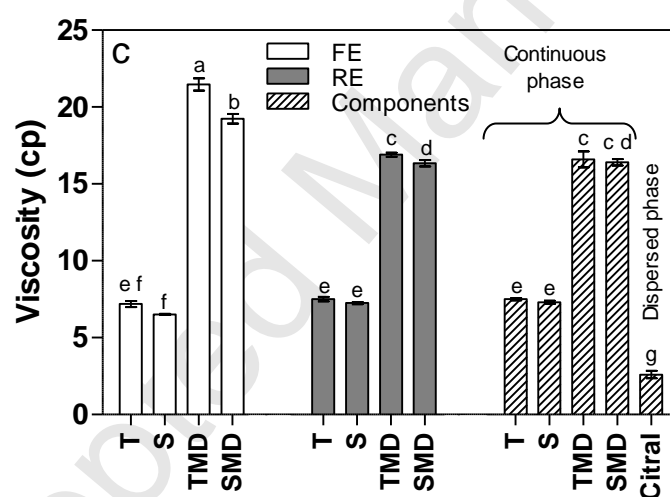 C
FE
RE
Components
Continuous
phase
Dispersed phase
Viscosity (cp)
25
20
15
10
5
0
e f
f
a
b
e
e
c
d
e
e
c
c d
g
T
S
TMD
SMD
T
S
TMD
SMD
T
S
TMD
SMD
Citral